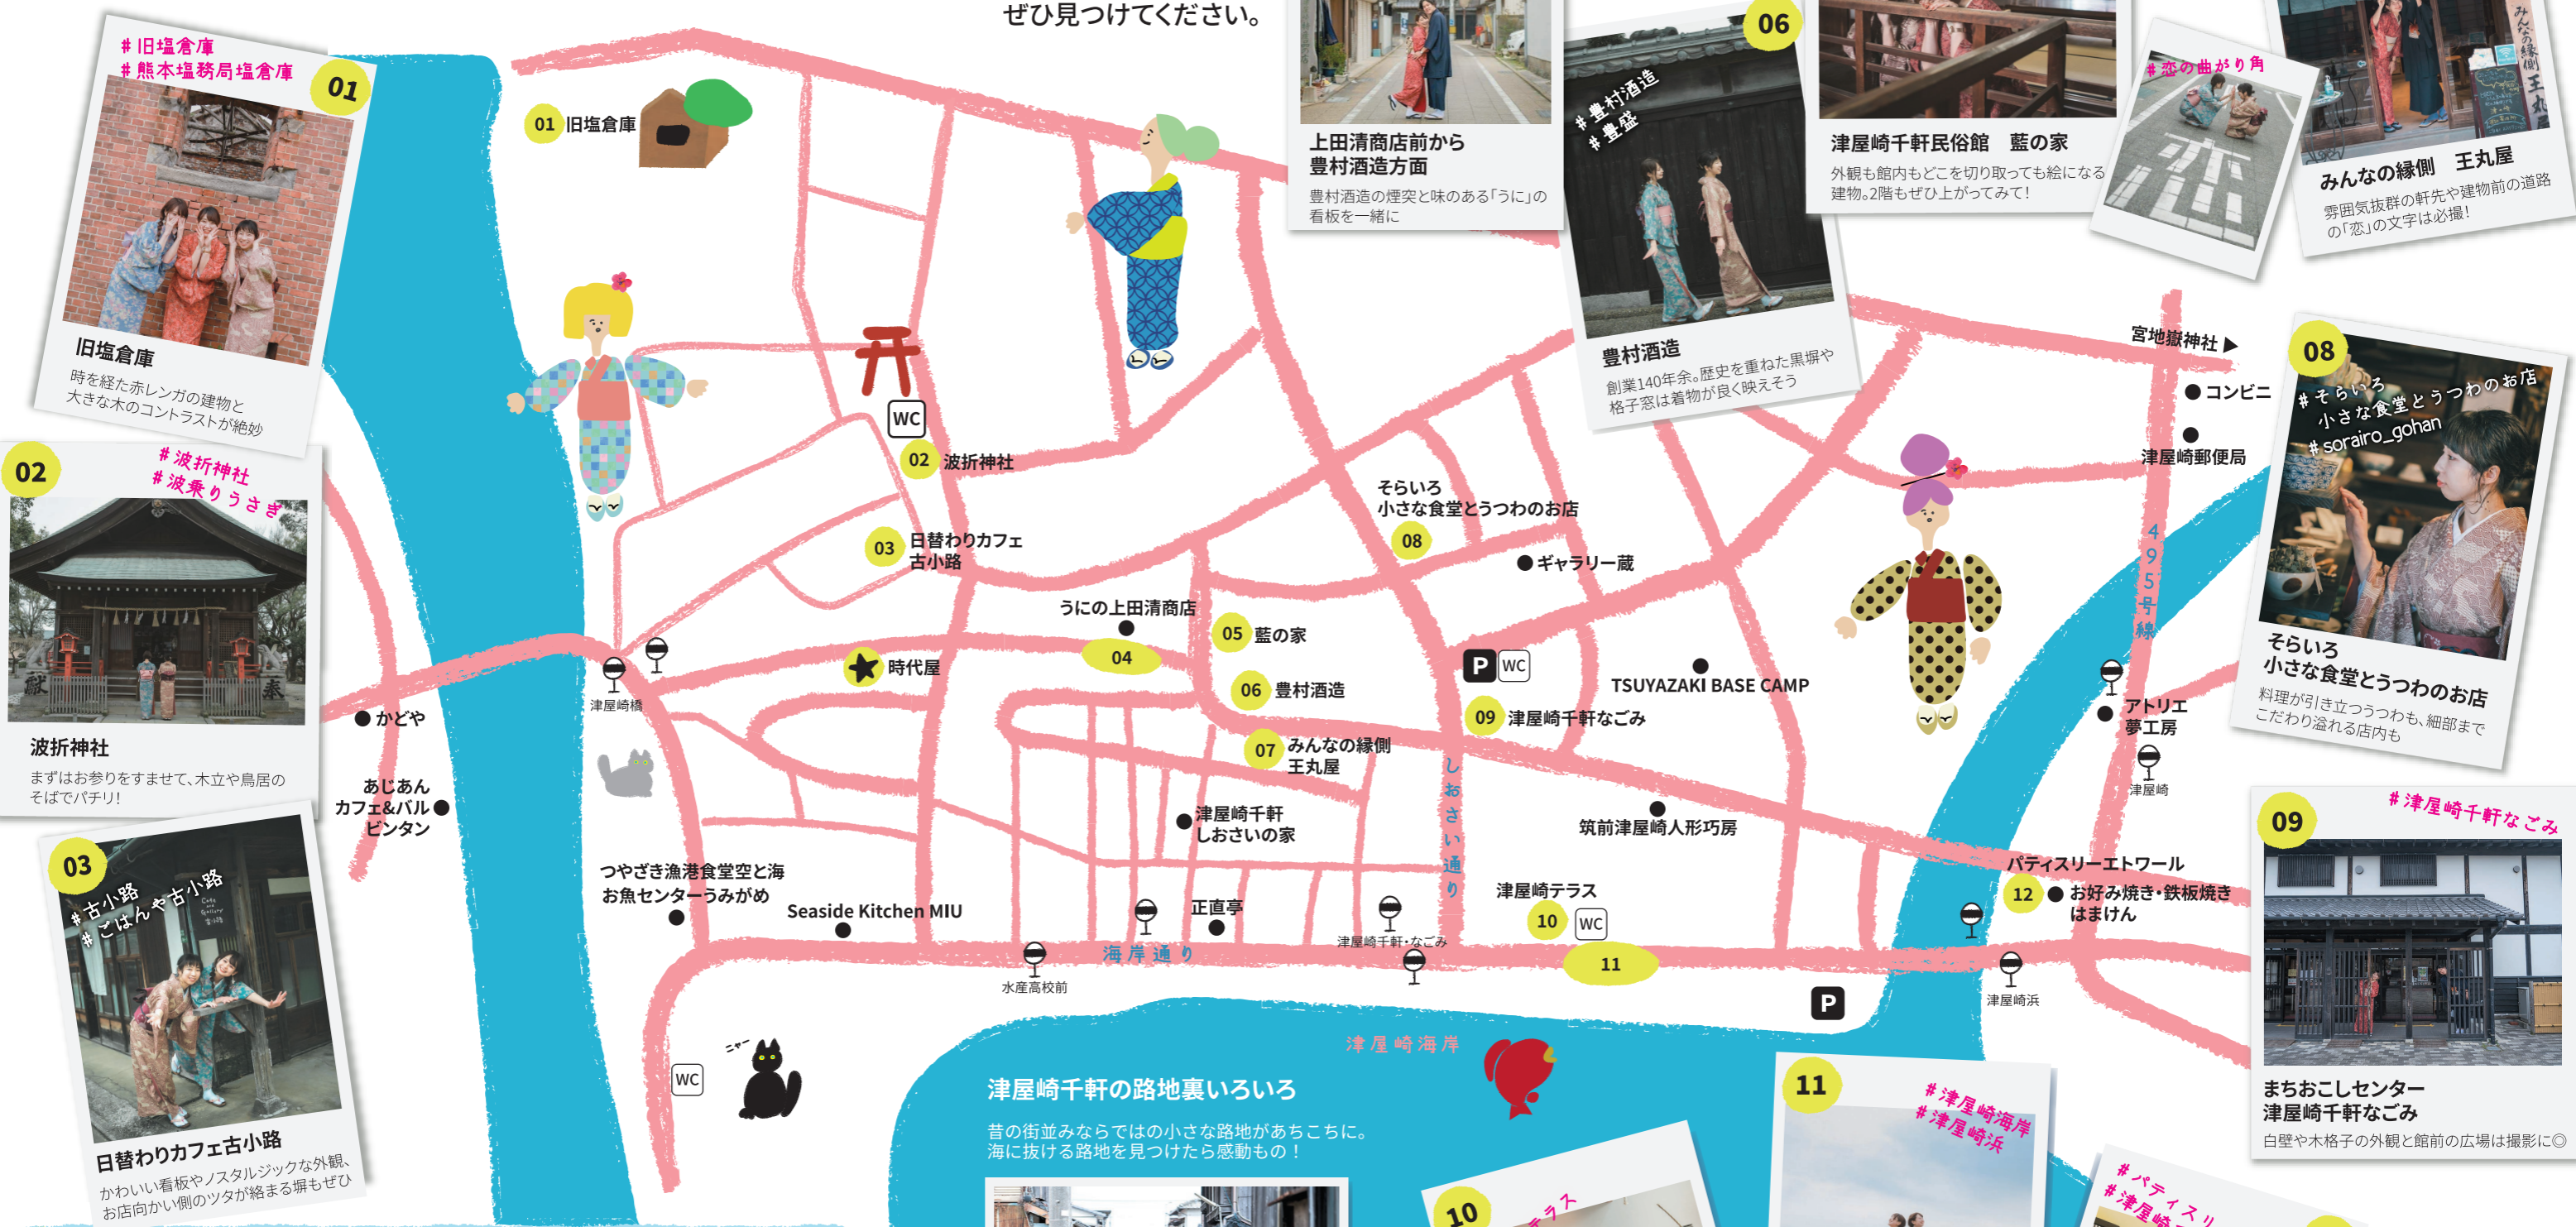 ぜひ見つけてください。
#旧塩倉庫
#熊本塩務局塩倉庫
01
旧塩倉庫
時を経た赤レンガの建物と
大きな木のコントラストが絶妙
02
#波折神社
#波乗りうさぎ
波折神社
まずはお参りをすませて、木立や鳥居の
そばでパチリ!
03
#古小路
#ごはんや古小路
日替わりカフェ古小路
かわいい看板やノスタルジックな外観、
お店向かい側のツタが絡まる塀もぜひ
上田清商店前から
豊村酒造方面
豊村酒造の煙突と味のある「うに」の
看板を一緒に
06
#豊村酒造
#豊盛
豊村酒造
創業140年余。歴史を重ねた黒塀や
格子窓は着物が良く映えそう
津屋崎千軒民俗館 藍の家
外観も館内もどこを切り取っても絵になる
建物。2階もぜひ上がってみて!
#恋の曲がり角
恋
みんなの縁側 王丸屋
みんなの縁側 王丸屋
雰囲気抜群の軒先や建物前の道路
の「恋」の文字は必撮!
08
#そらいろ
小さな食堂とうつわのお店
#sorairo_gohan
そらいろ
小さな食堂とうつわのお店
料理が引き立つうつわも、細部まで
こだわり溢れる店内も
09
#津屋崎千軒なごみ
まちおこしセンター
津屋崎千軒なごみ
白壁や木格子の外観と館前の広場は撮影に◎
01 旧塩倉庫
WC
02 波折神社
03 日替わりカフェ
古小路
うにの上田清商店
04
05 藍の家
06 豊村酒造
07 みんなの縁側
王丸屋
時代屋
そらいろ
小さな食堂とうつわのお店
08
ギャラリー蔵
P WC
09 津屋崎千軒なごみ
TSUYAZAKI BASE CAMP
宮地嶽神社
コンビニ
津屋崎郵便局
495号線
アトリエ
夢工房
津屋崎
津屋崎橋
かどや
あじあん
カフェ&バル
ビンタン
津屋崎千軒
しおさいの家
しおさい通り
筑前津屋崎人形巧房
つやざき漁港食堂空と海
お魚センターうみがめ
Seaside Kitchen MIU
正直亭
海岸通り
水産高校前
津屋崎千軒・なごみ
津屋崎テラス
10 WC
11
P
パティスリーエトワール
12 お好み焼き・鉄板焼き
はまけん
津屋崎浜
津屋崎海岸
WC
ニャー
津屋崎千軒の路地裏いろいろ
昔の街並みならではの小さな路地があちこちに。
海に抜ける路地を見つけたら感動もの!
10
テラス
11
#津屋崎海岸
#津屋崎浜
#パティスリ
#津屋崎